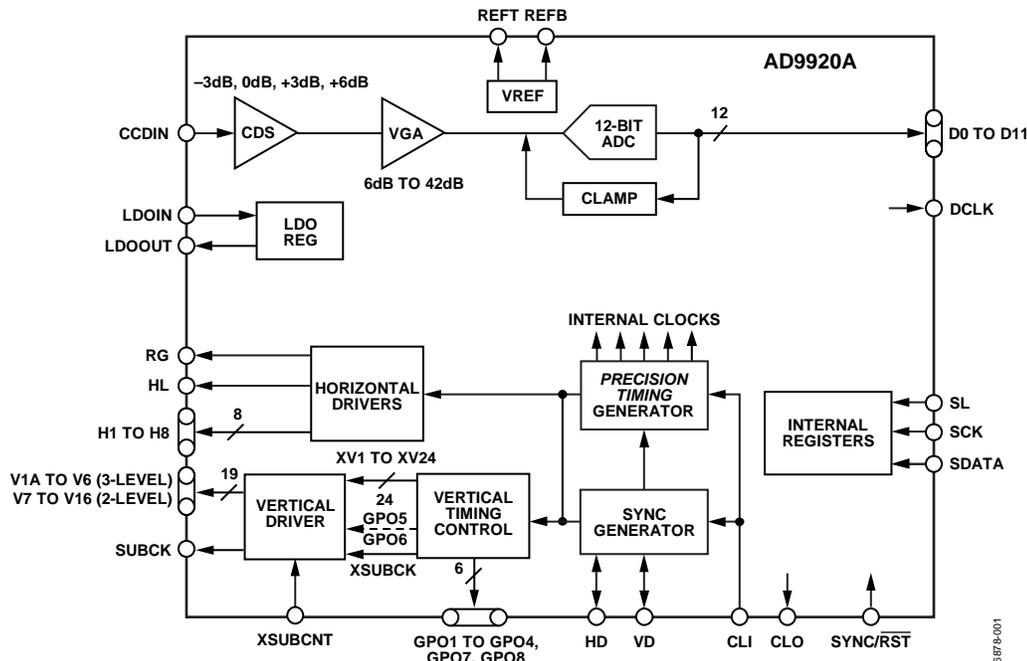 REFT REFB
AD9920A
–3dB, 0dB, +3dB, +6dB
VREF
CCDIN
CDS
VGA
12-BIT
ADC
12
D0 TO D11
6dB TO 42dB
CLAMP
LDOIN
LDO
REG
LDOOUT
DCLK
INTERNAL CLOCKS
RG
HL
H1 TO H8
8
HORIZONTAL
DRIVERS
PRECISION
TIMING
GENERATOR
INTERNAL
REGISTERS
SL
SCK
SDATA
V1A TO V6 (3-LEVEL)
V7 TO V16 (2-LEVEL)
19
XV1 TO XV24
24
VERTICAL
DRIVER
GPO5
GPO6
XSUBCK
VERTICAL
TIMING
CONTROL
SYNC
GENERATOR
SUBCK
6
XSUBCNT
GPO1 TO GPO4,
GPO7, GPO8
HD
VD
CLI
CLO
SYNC/RST
6878-001